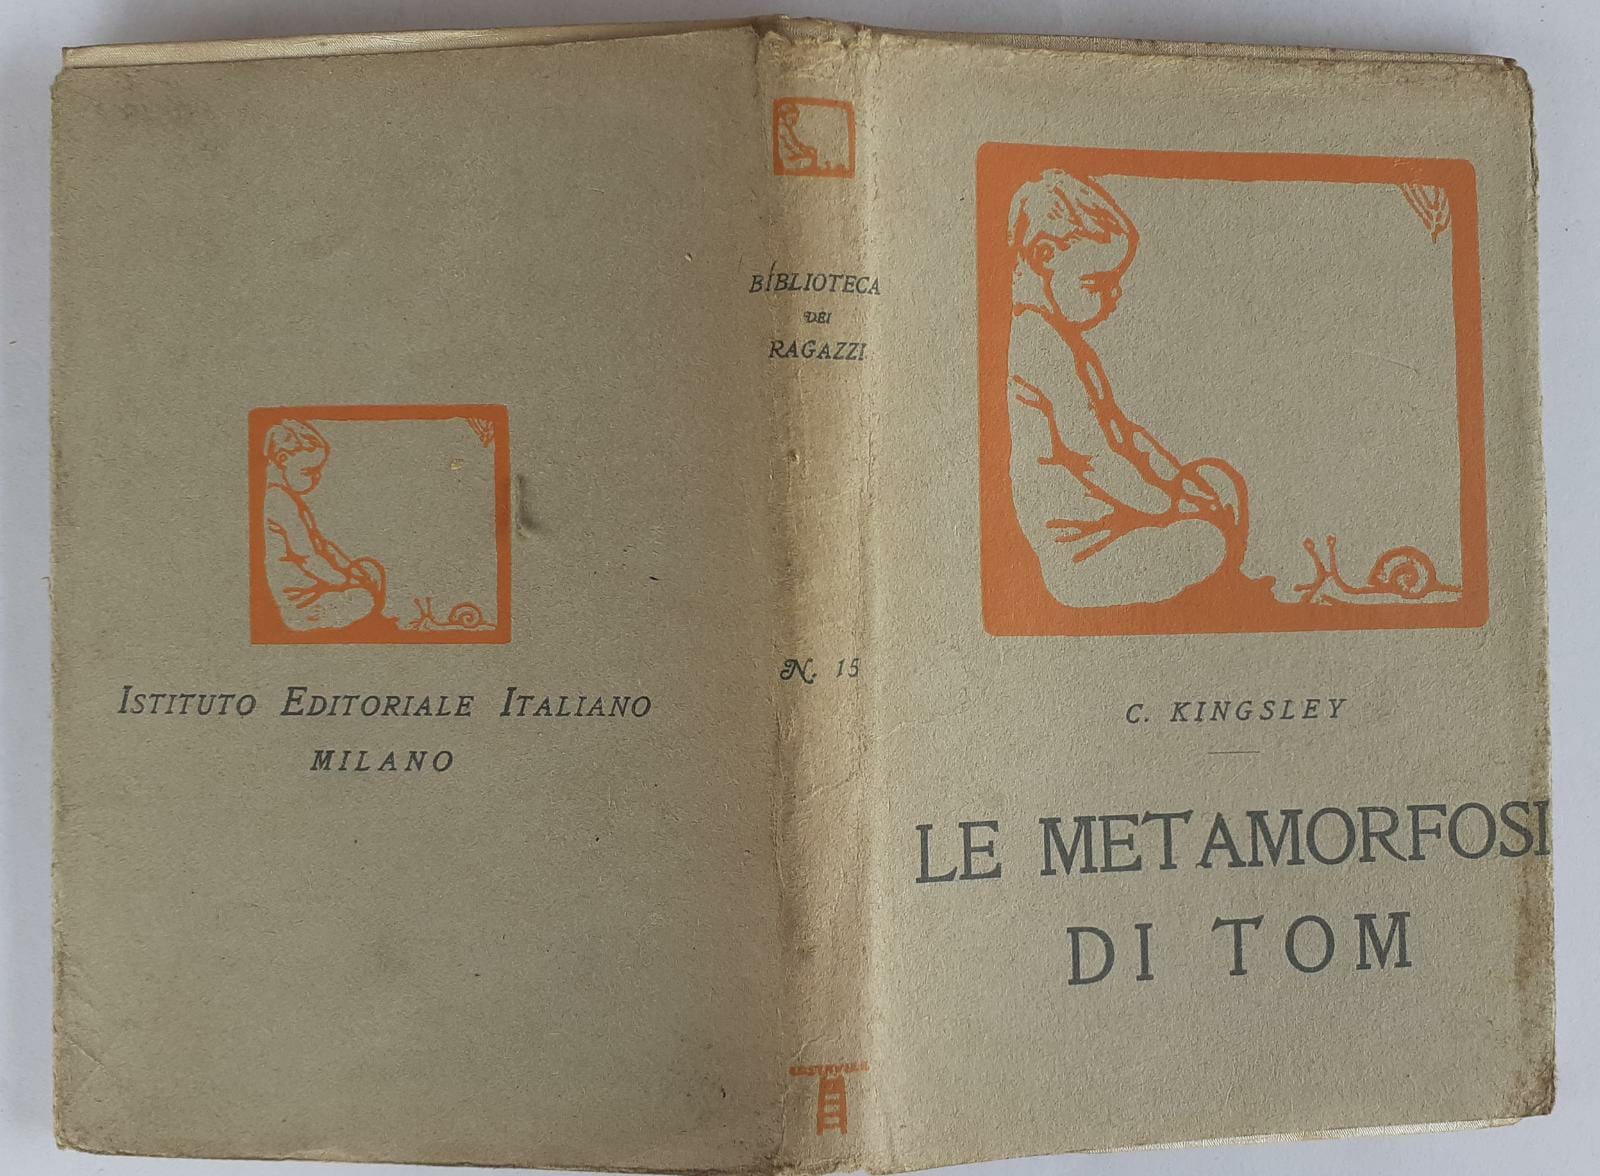 ISTITUTO EDITORIALE ITALIANO
MILANO
BIBLIOTECA
DEI
RAGAZZI
N. 15
C. KINGSLEY
LE METAMORFOSI
DI TOM